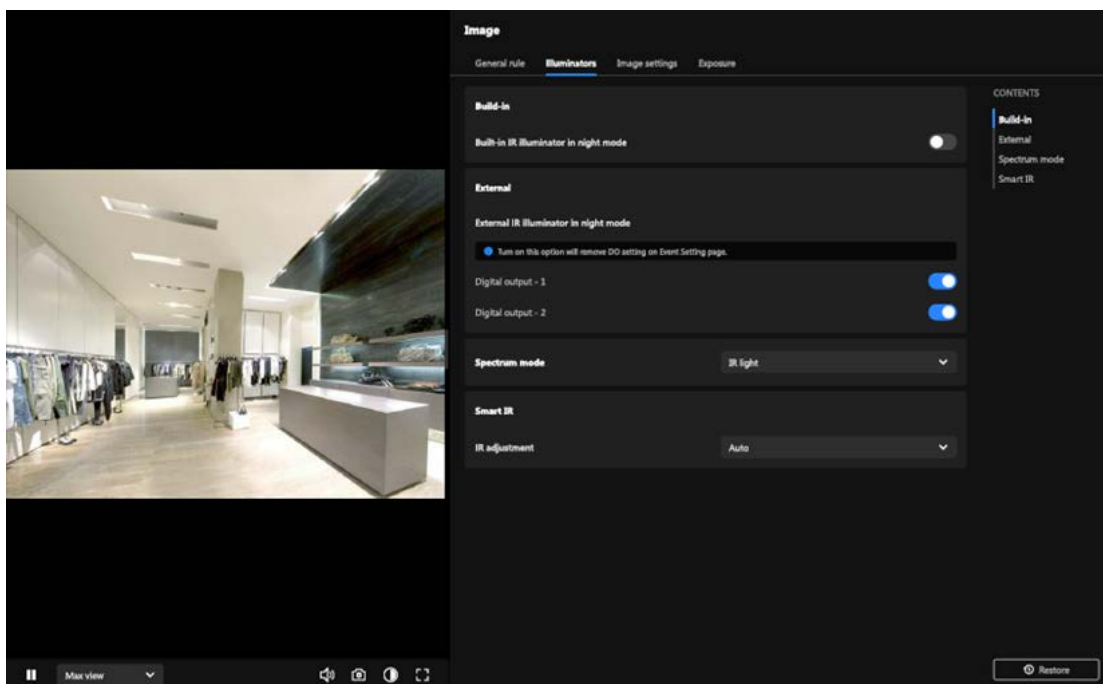 Image
General rule Illuminators Image settings Exposure
CONTENTS
Build-in
External
Spectrum mode
Smart IR
Build-in
Built-in IR illuminator in night mode
External
External IR illuminator in night mode
Turn on this option will remove DO setting on Event Setting page.
Digital output - 1
Digital output - 2
Spectrum mode IR light
Smart IR
IR adjustment Auto
Max view
Restore